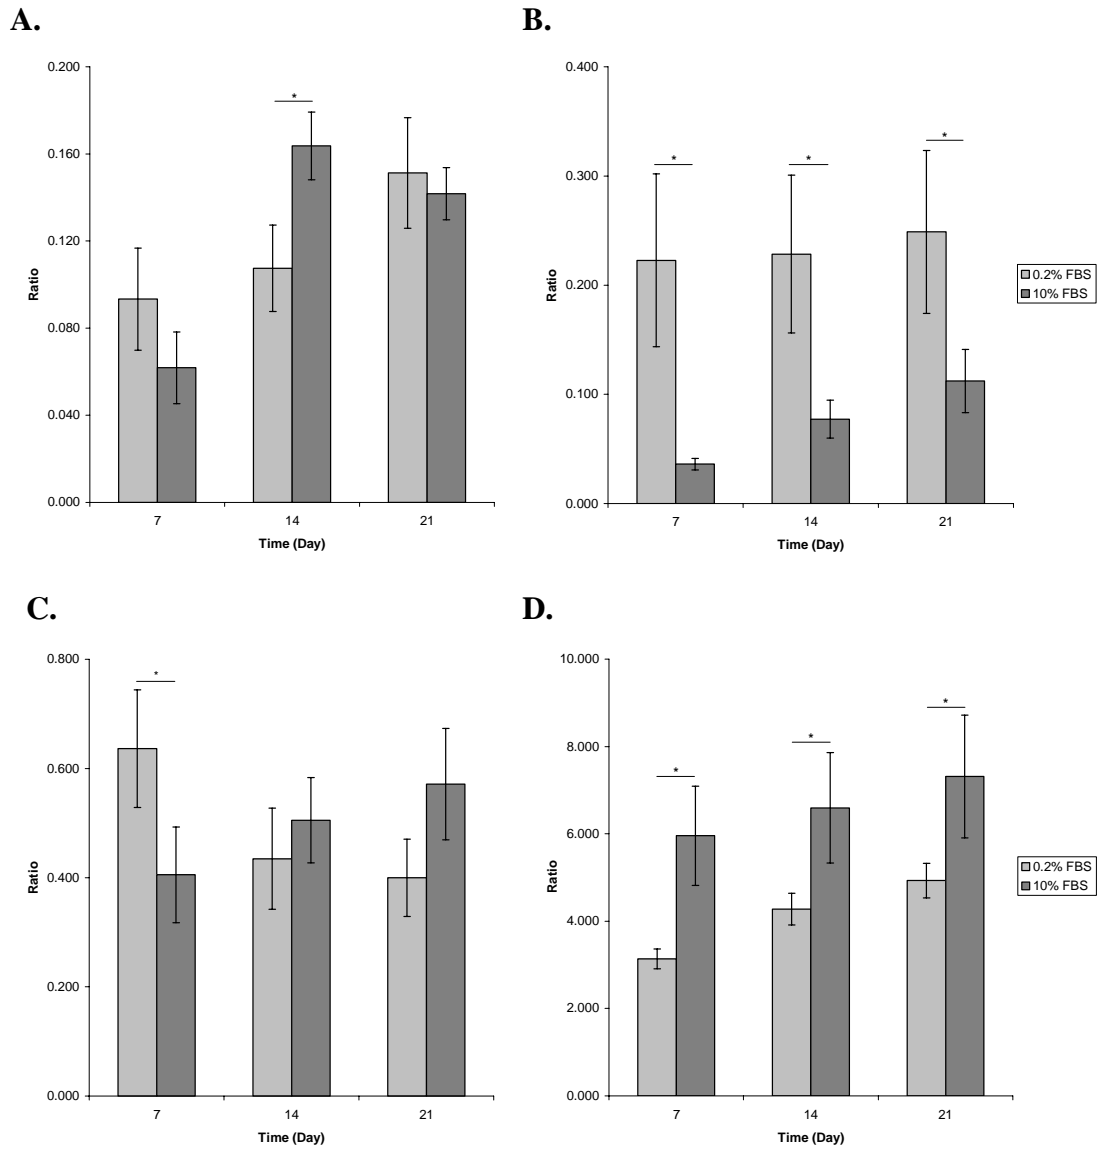 A.
0.200
0.160
0.120
0.080
0.040
0.000
Ratio
*
7 14 21
Time (Day)
B.
0.400
0.300
0.200
0.100
0.000
Ratio
* * *
7 14 21
Time (Day)
0.2% FBS
10% FBS
C.
0.800
0.600
0.400
0.200
0.000
Ratio
*
7 14 21
Time (Day)
D.
10.000
8.000
6.000
4.000
2.000
0.000
Ratio
* * *
7 14 21
Time (Day)
0.2% FBS
10% FBS